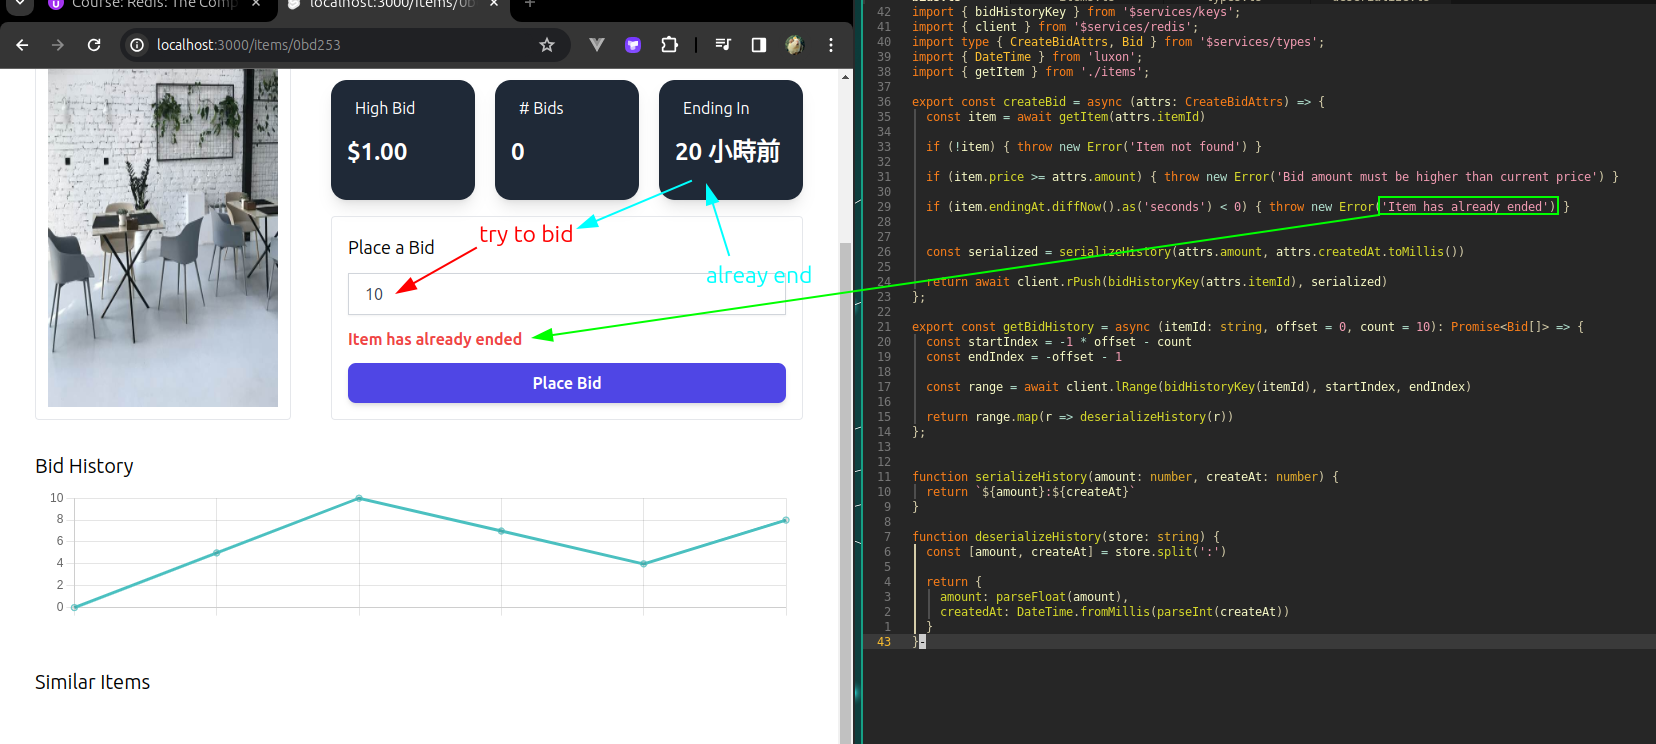 Course: Redis: The Comp
localhost:3000/items/0b
localhost:3000/items/0bd253
High Bid
$1.00
# Bids
0
Ending In
20 小時前
try to bid
alreay end
Place a Bid
10
Item has already ended
Place Bid
Bid History
10
8
6
4
2
0
Similar Items
42 import { bidHistoryKey } from '$services/keys';
41 import { client } from '$services/redis';
40 import type { CreateBidAttrs, Bid } from '$services/types';
39 import { DateTime } from 'luxon';
38 import { getItem } from './items';
37
36 export const createBid = async (attrs: CreateBidAttrs) => {
35 const item = await getItem(attrs.itemId)
34
33 if (!item) { throw new Error('Item not found') }
32
31 if (item.price >= attrs.amount) { throw new Error('Bid amount must be higher than current price') }
30
29 if (item.endingAt.diffNow().as('seconds') < 0) { throw new Error('Item has already ended') }
28
27
26 const serialized = serializeHistory(attrs.amount, attrs.createdAt.toMillis())
25
24 return await client.rPush(bidHistoryKey(attrs.itemId), serialized)
23 };
22
21 export const getBidHistory = async (itemId: string, offset = 0, count = 10): Promise<Bid[]> => {
20 const startIndex = -1 * offset - count
19 const endIndex = -offset - 1
18
17 const range = await client.lRange(bidHistoryKey(itemId), startIndex, endIndex)
16
15 return range.map(r => deserializeHistory(r))
14 };
13
12
11 function serializeHistory(amount: number, createAt: number) {
10 return `${amount}:${createAt}`
9 }
8
7 function deserializeHistory(store: string) {
6 const [amount, createAt] = store.split(':')
5
4 return {
3 amount: parseFloat(amount),
2 createdAt: DateTime.fromMillis(parseInt(createAt))
1 }
43 }